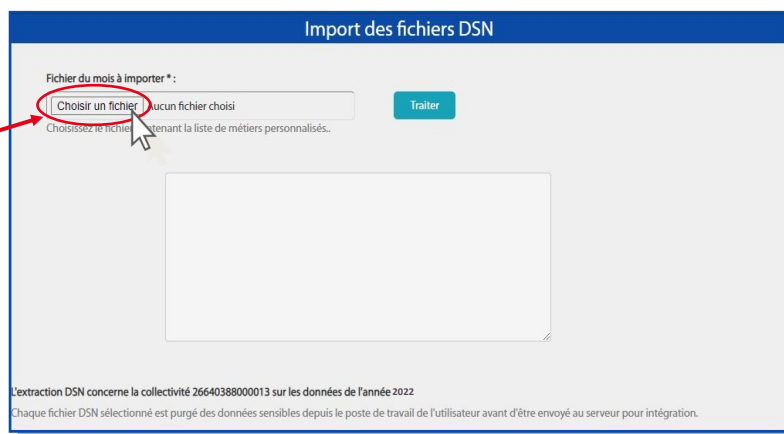 Import des fichiers DSN
Fichier du mois à importer * :
Choisir un fichier Aucun fichier choisi
Traiter
Choisissez le fichier contenant la liste de métiers personnalisés..
L'extraction DSN concerne la collectivité 26640388000013 sur les données de l'année 2022
Chaque fichier DSN sélectionné est purgé des données sensibles depuis le poste de travail de l'utilisateur avant d'être envoyé au serveur pour intégration.